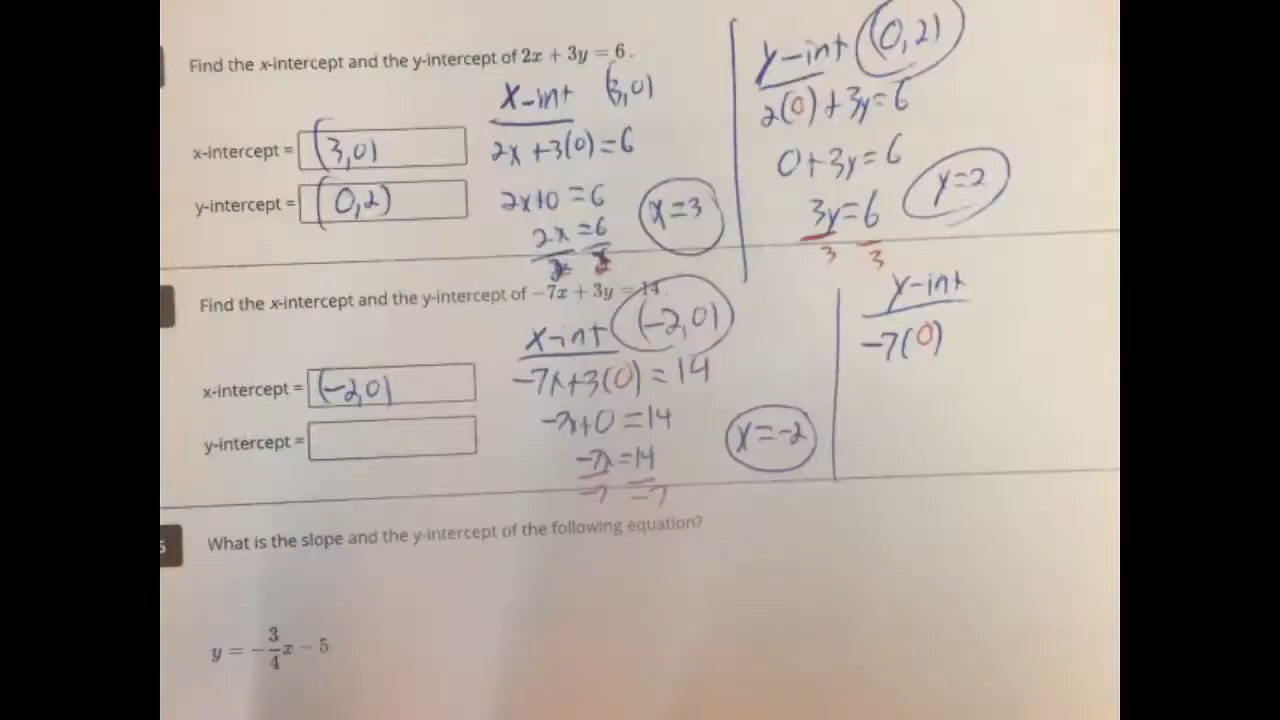 Find the x-intercept and the y-intercept of 2x + 3y = 6.
x-intercept = (3,0)
y-intercept = (0,2)
x-int (3,0)
2x +3(0)=6
2x+0 =6
2x =6
2 2
x=3
y-int (0,2)
2(0)+3y=6
0+3y=6
3y=6
3 3
y=2
Find the x-intercept and the y-intercept of −7x + 3y = 14.
x-intercept = (-2,0)
y-intercept =
x-int (-2,0)
-7x+3(0)=14
-7x+0=14
-7x=14
-7 -7
x=-2
y-int
-7(0)
5
What is the slope and the y-intercept of the following equation?
y = −3/4x − 5